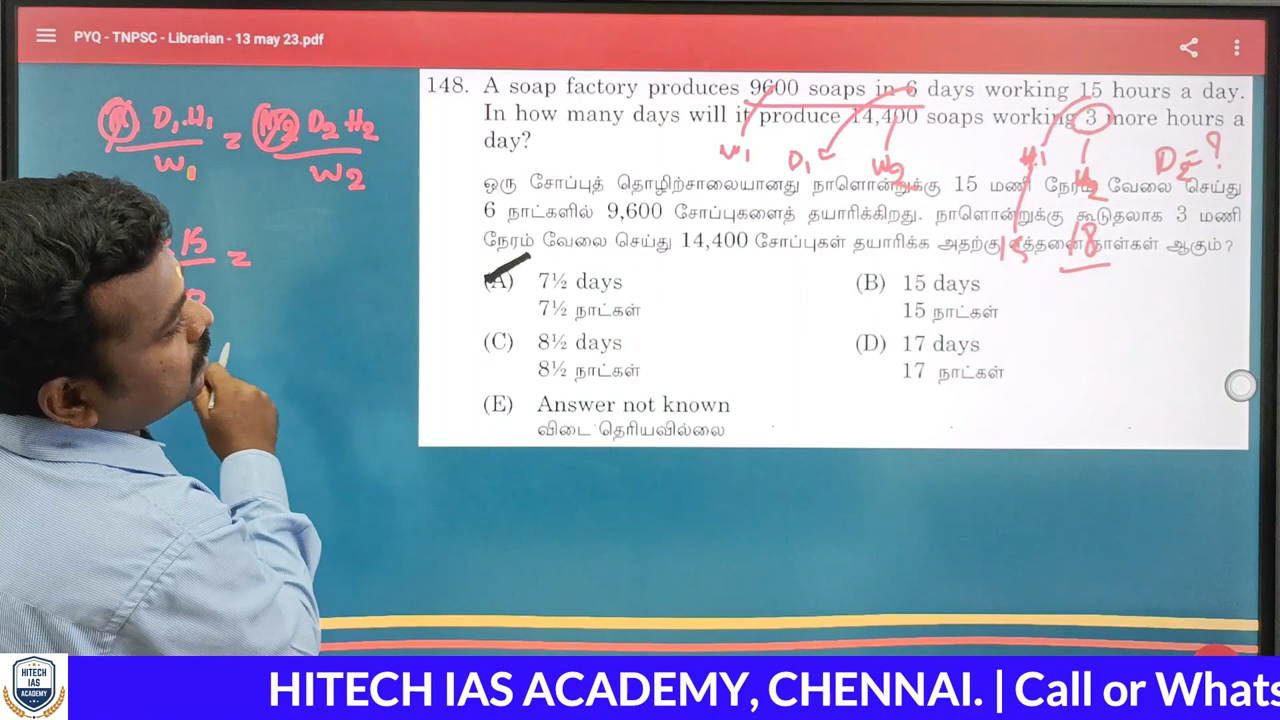 PYQ - TNPSC - Librarian - 13 may 23.pdf
148. A soap factory produces 9600 soaps in 6 days working 15 hours a day.
In how many days will it produce 14,400 soaps working 3 more hours a
day?
ஒரு சோப்புத் தொழிற்சாலையானது நாளொன்றுக்கு 15 மணி நேரம் வேலை செய்து
6 நாட்களில் 9,600 சோப்புகளைத் தயாரிக்கிறது. நாளொன்றுக்கு கூடுதலாக 3 மணி
நேரம் வேலை செய்து 14,400 சோப்புகள் தயாரிக்க அதற்கு எத்தனை நாள்கள் ஆகும்?
(A) 7½ days
7½ நாட்கள்
(B) 15 days
15 நாட்கள்
(C) 8½ days
8½ நாட்கள்
(D) 17 days
17 நாட்கள்
(E) Answer not known
விடை தெரியவில்லை
D₁ H₁ = D₂ H₂
W₁ W₂
15 =
W₁ D₁ W₂ H₁ H₂ D₂ = ?
15 18
HITECH
IAS
ACADEMY
HITECH IAS ACADEMY, CHENNAI. | Call or Whats